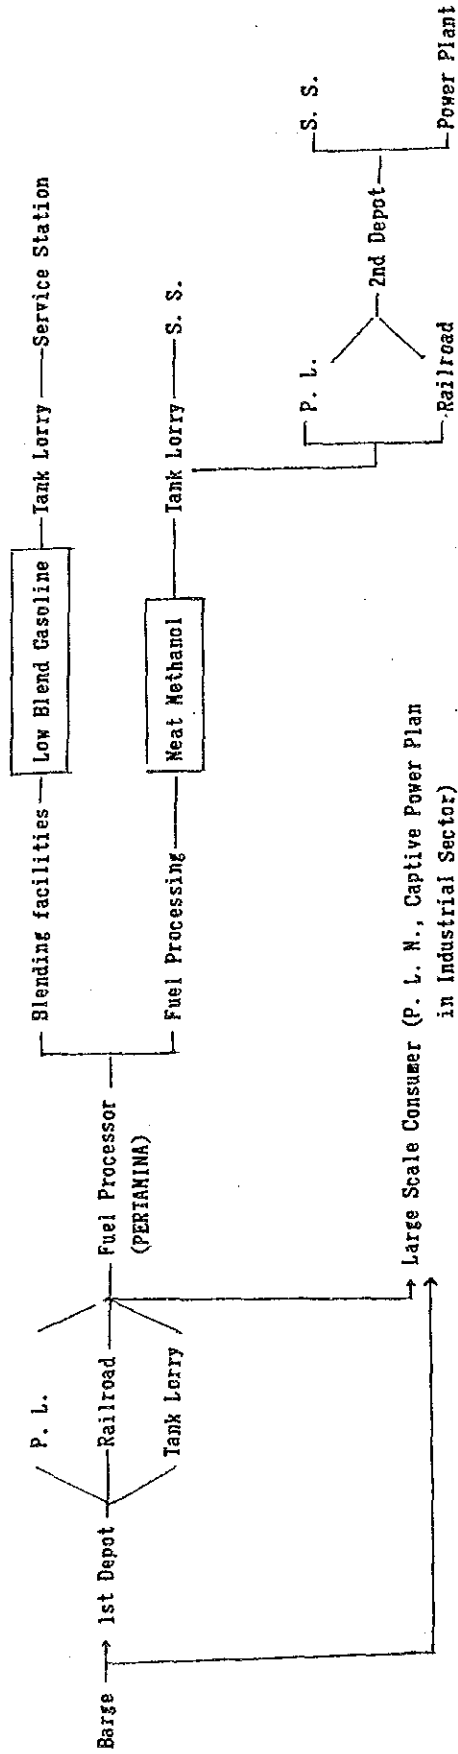 Barge
1st Depot
P. L.
Railroad
Tank Lorry
Fuel Processor
(PERTAMINA)
Blending facilities
Low Blend Gasoline
Tank Lorry
Service Station
Fuel Processing
Neat Methanol
Tank Lorry
S. S.
P. L.
Railroad
2nd Depot
S. S.
Power Plant
Large Scale Consumer (P. L. N., Captive Power Plan
in Industrial Sector)